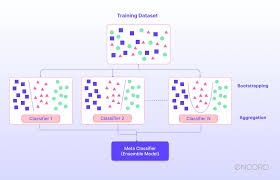 Training Dataset
Bootstrapping
Classifier 1
Classifier 2
Classifier N
Aggregation
Meta Classifier
(Ensemble Model)
ENCORD